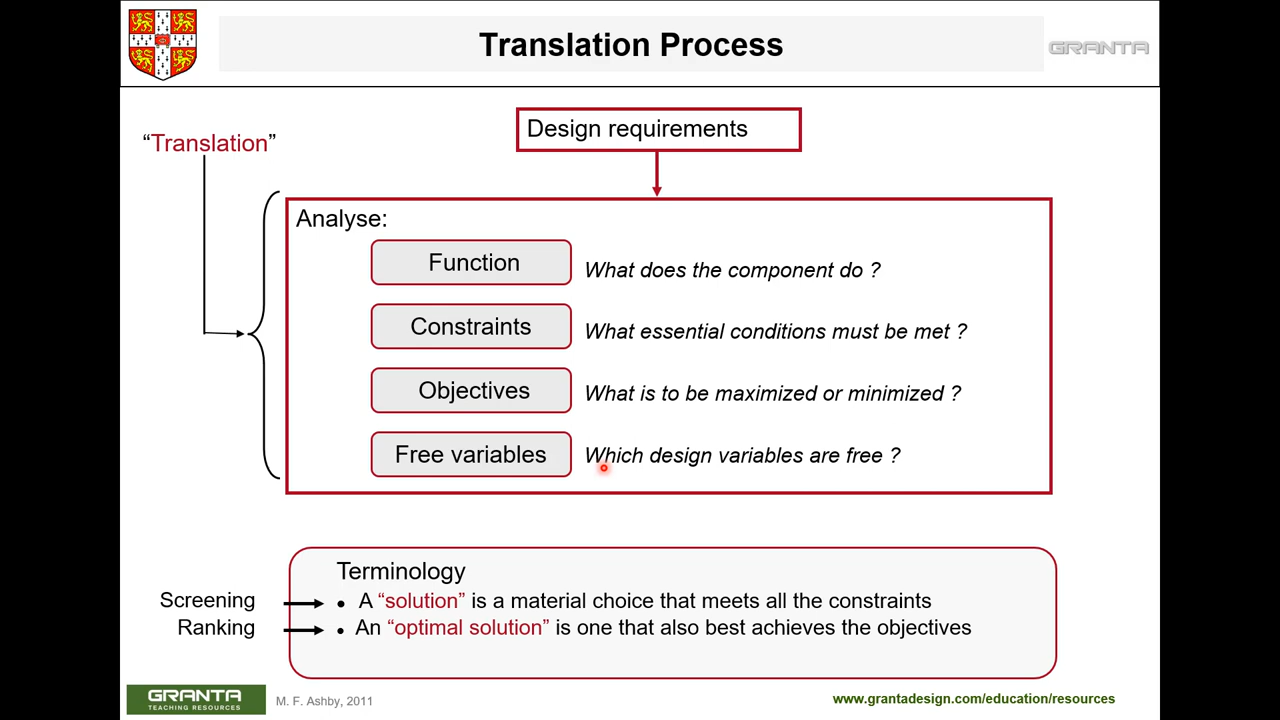 Translation Process
GRANTA
“Translation”
Design requirements
Analyse:
Function
What does the component do ?
Constraints
What essential conditions must be met ?
Objectives
What is to be maximized or minimized ?
Free variables
Which design variables are free ?
Terminology
Screening
• A “solution” is a material choice that meets all the constraints
Ranking
• An “optimal solution” is one that also best achieves the objectives
GRANTA
TEACHING RESOURCES
M. F. Ashby, 2011
www.grantadesign.com/education/resources